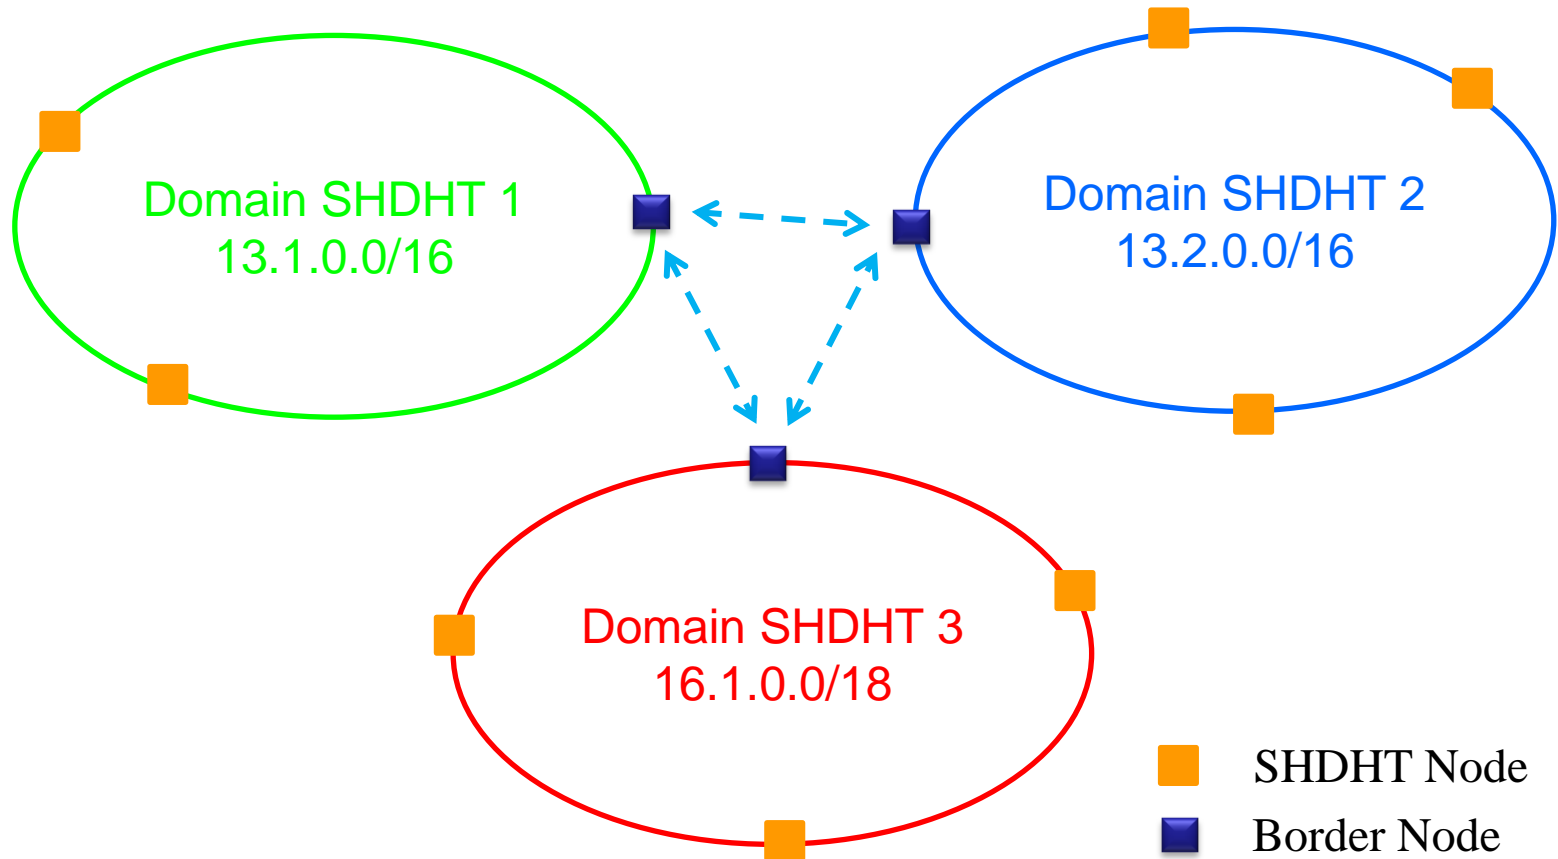 Domain SHDHT 1
13.1.0.0/16
Domain SHDHT 2
13.2.0.0/16
Domain SHDHT 3
16.1.0.0/18
SHDHT Node
Border Node